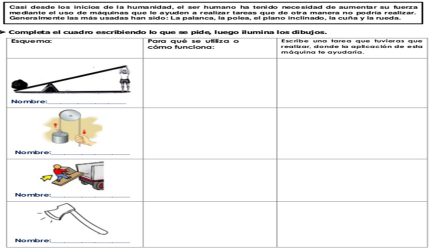 Casi desde los inicios de la humanidad, el ser humano ha tenido necesidad de aumentar su fuerza
mediante el uso de máquinas que le ayuden a realizar tareas que de otra manera no podría realizar.
Generalmente las más usadas han sido: La palanca, la polea, el plano inclinado, la cuña y la rueda.
➤ Completa el cuadro escribiendo lo que se pide, luego ilumina los dibujos.
Esquema:
Para qué se utiliza o
cómo funciona:
Escribe una tarea que tuvieras que
realizar, donde la aplicación de esta
máquina te ayudaría.
Nombre:____________________
Nombre:____________________
Nombre:____________________
Nombre:____________________